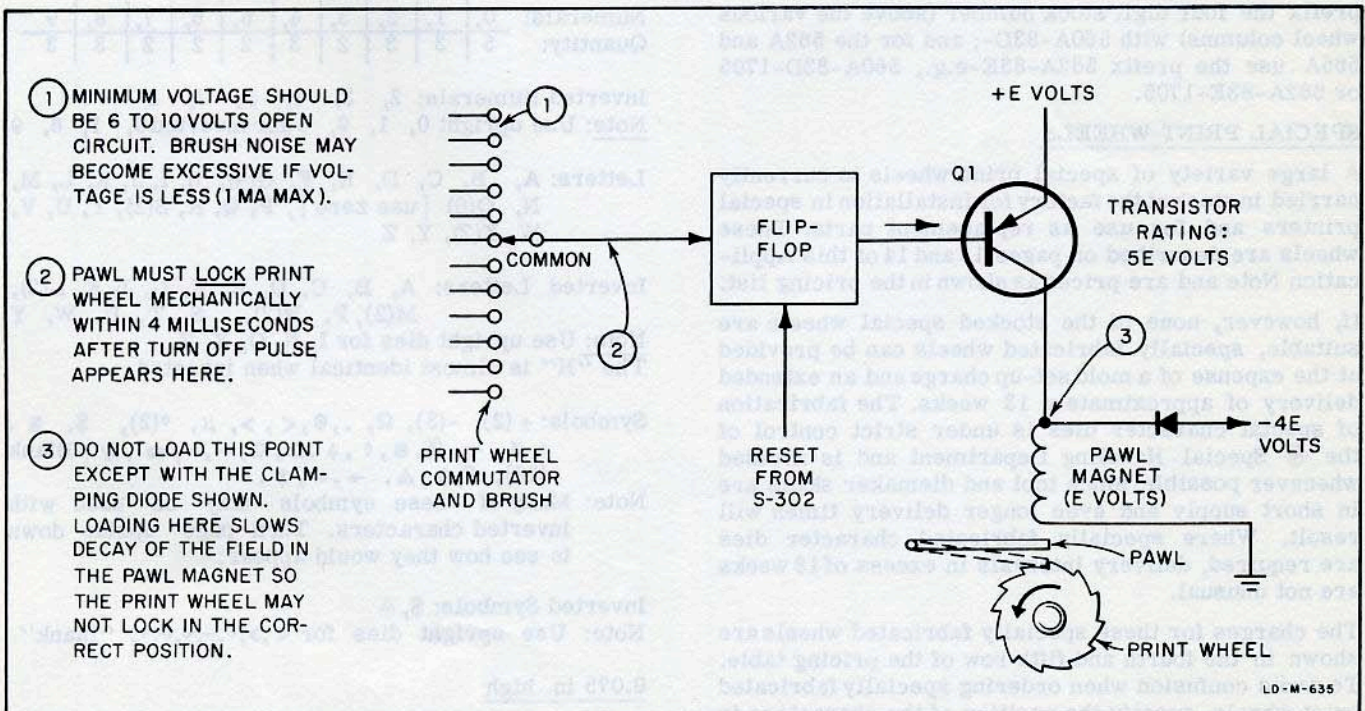 1 MINIMUM VOLTAGE SHOULD
BE 6 TO 10 VOLTS OPEN
CIRCUIT. BRUSH NOISE MAY
BECOME EXCESSIVE IF VOL-
TAGE IS LESS (1 MA MAX).
2 PAWL MUST LOCK PRINT
WHEEL MECHANICALLY
WITHIN 4 MILLISECONDS
AFTER TURN OFF PULSE
APPEARS HERE.
3 DO NOT LOAD THIS POINT
EXCEPT WITH THE CLAM-
PING DIODE SHOWN.
LOADING HERE SLOWS
DECAY OF THE FIELD IN
THE PAWL MAGNET SO
THE PRINT WHEEL MAY
NOT LOCK IN THE COR-
RECT POSITION.
1
COMMON
2
PRINT WHEEL
COMMUTATOR
AND BRUSH
FLIP-
FLOP
RESET
FROM
S-302
+E VOLTS
Q1
TRANSISTOR
RATING
5E VOLTS
3
-4E
VOLTS
PAWL
MAGNET
(E VOLTS)
PAWL
PRINT WHEEL
LD-M-635